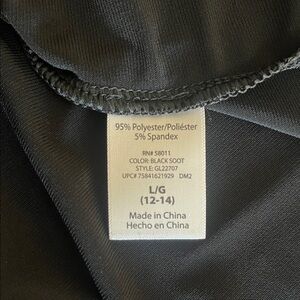 95% Polyester/Poliéster
5% Spandex
RN# 58011
COLOR: BLACK SOOT
STYLE: GL22707
UPC# 75841621929 DM2
L/G
(12-14)
Made in China
Hecho en China